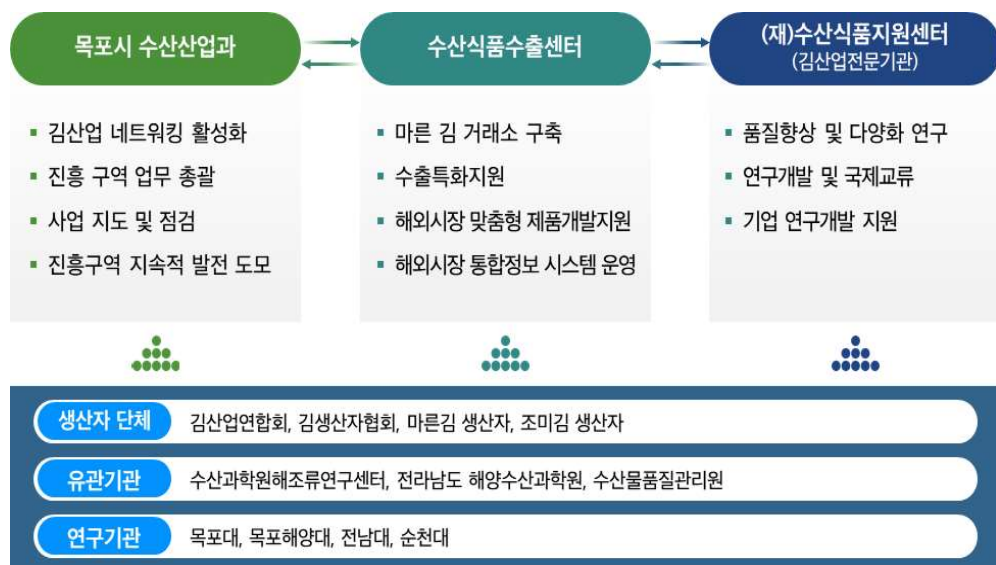 목포시 수산산업과
수산식품수출센터
(재)수산식품지원센터
(김산업전문기관)
▪ 김산업 네트워킹 활성화
▪ 진흥 구역 업무 총괄
▪ 사업 지도 및 점검
▪ 진흥구역 지속적 발전 도모
▪ 마른 김 거래소 구축
▪ 수출특화지원
▪ 해외시장 맞춤형 제품개발지원
▪ 해외시장 통합정보 시스템 운영
▪ 품질향상 및 다양화 연구
▪ 연구개발 및 국제교류
▪ 기업 연구개발 지원
생산자 단체 김산업연합회, 김생산자협회, 마른김 생산자, 조미김 생산자
유관기관 수산과학원해조류연구센터, 전라남도 해양수산과학원, 수산물품질관리원
연구기관 목포대, 목포해양대, 전남대, 순천대